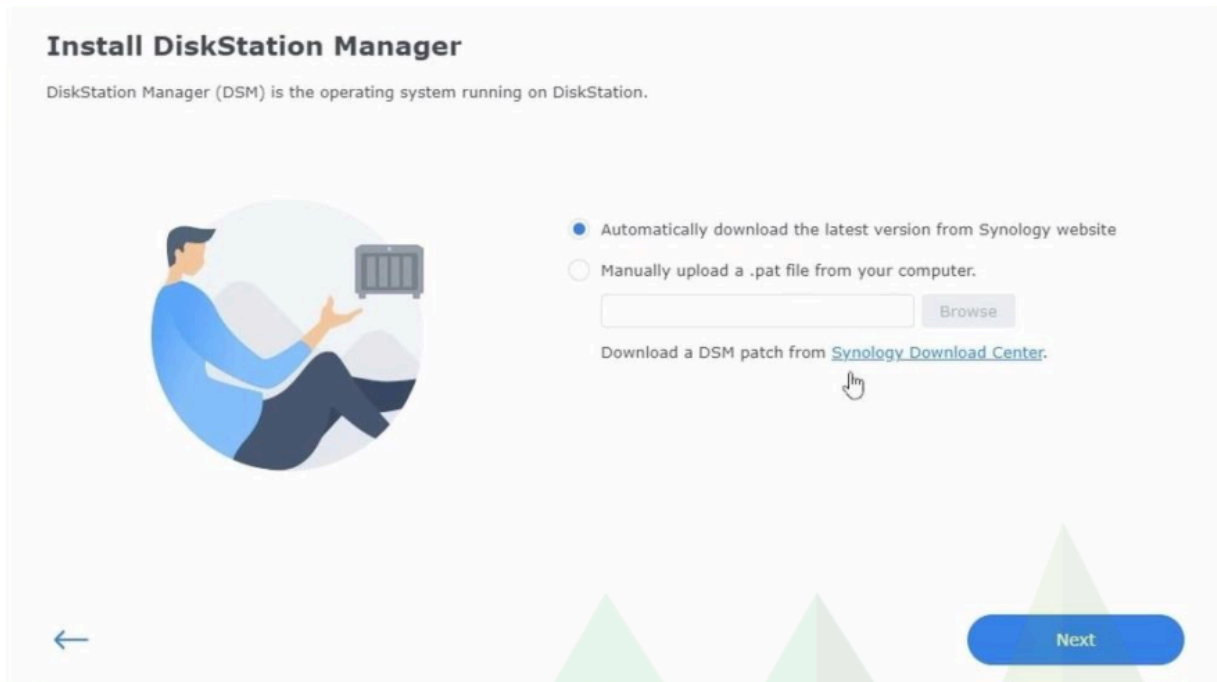 Install DiskStation Manager
DiskStation Manager (DSM) is the operating system running on DiskStation.
Automatically download the latest version from Synology website
Manually upload a .pat file from your computer.
Browse
Download a DSM patch from Synology Download Center.
Next